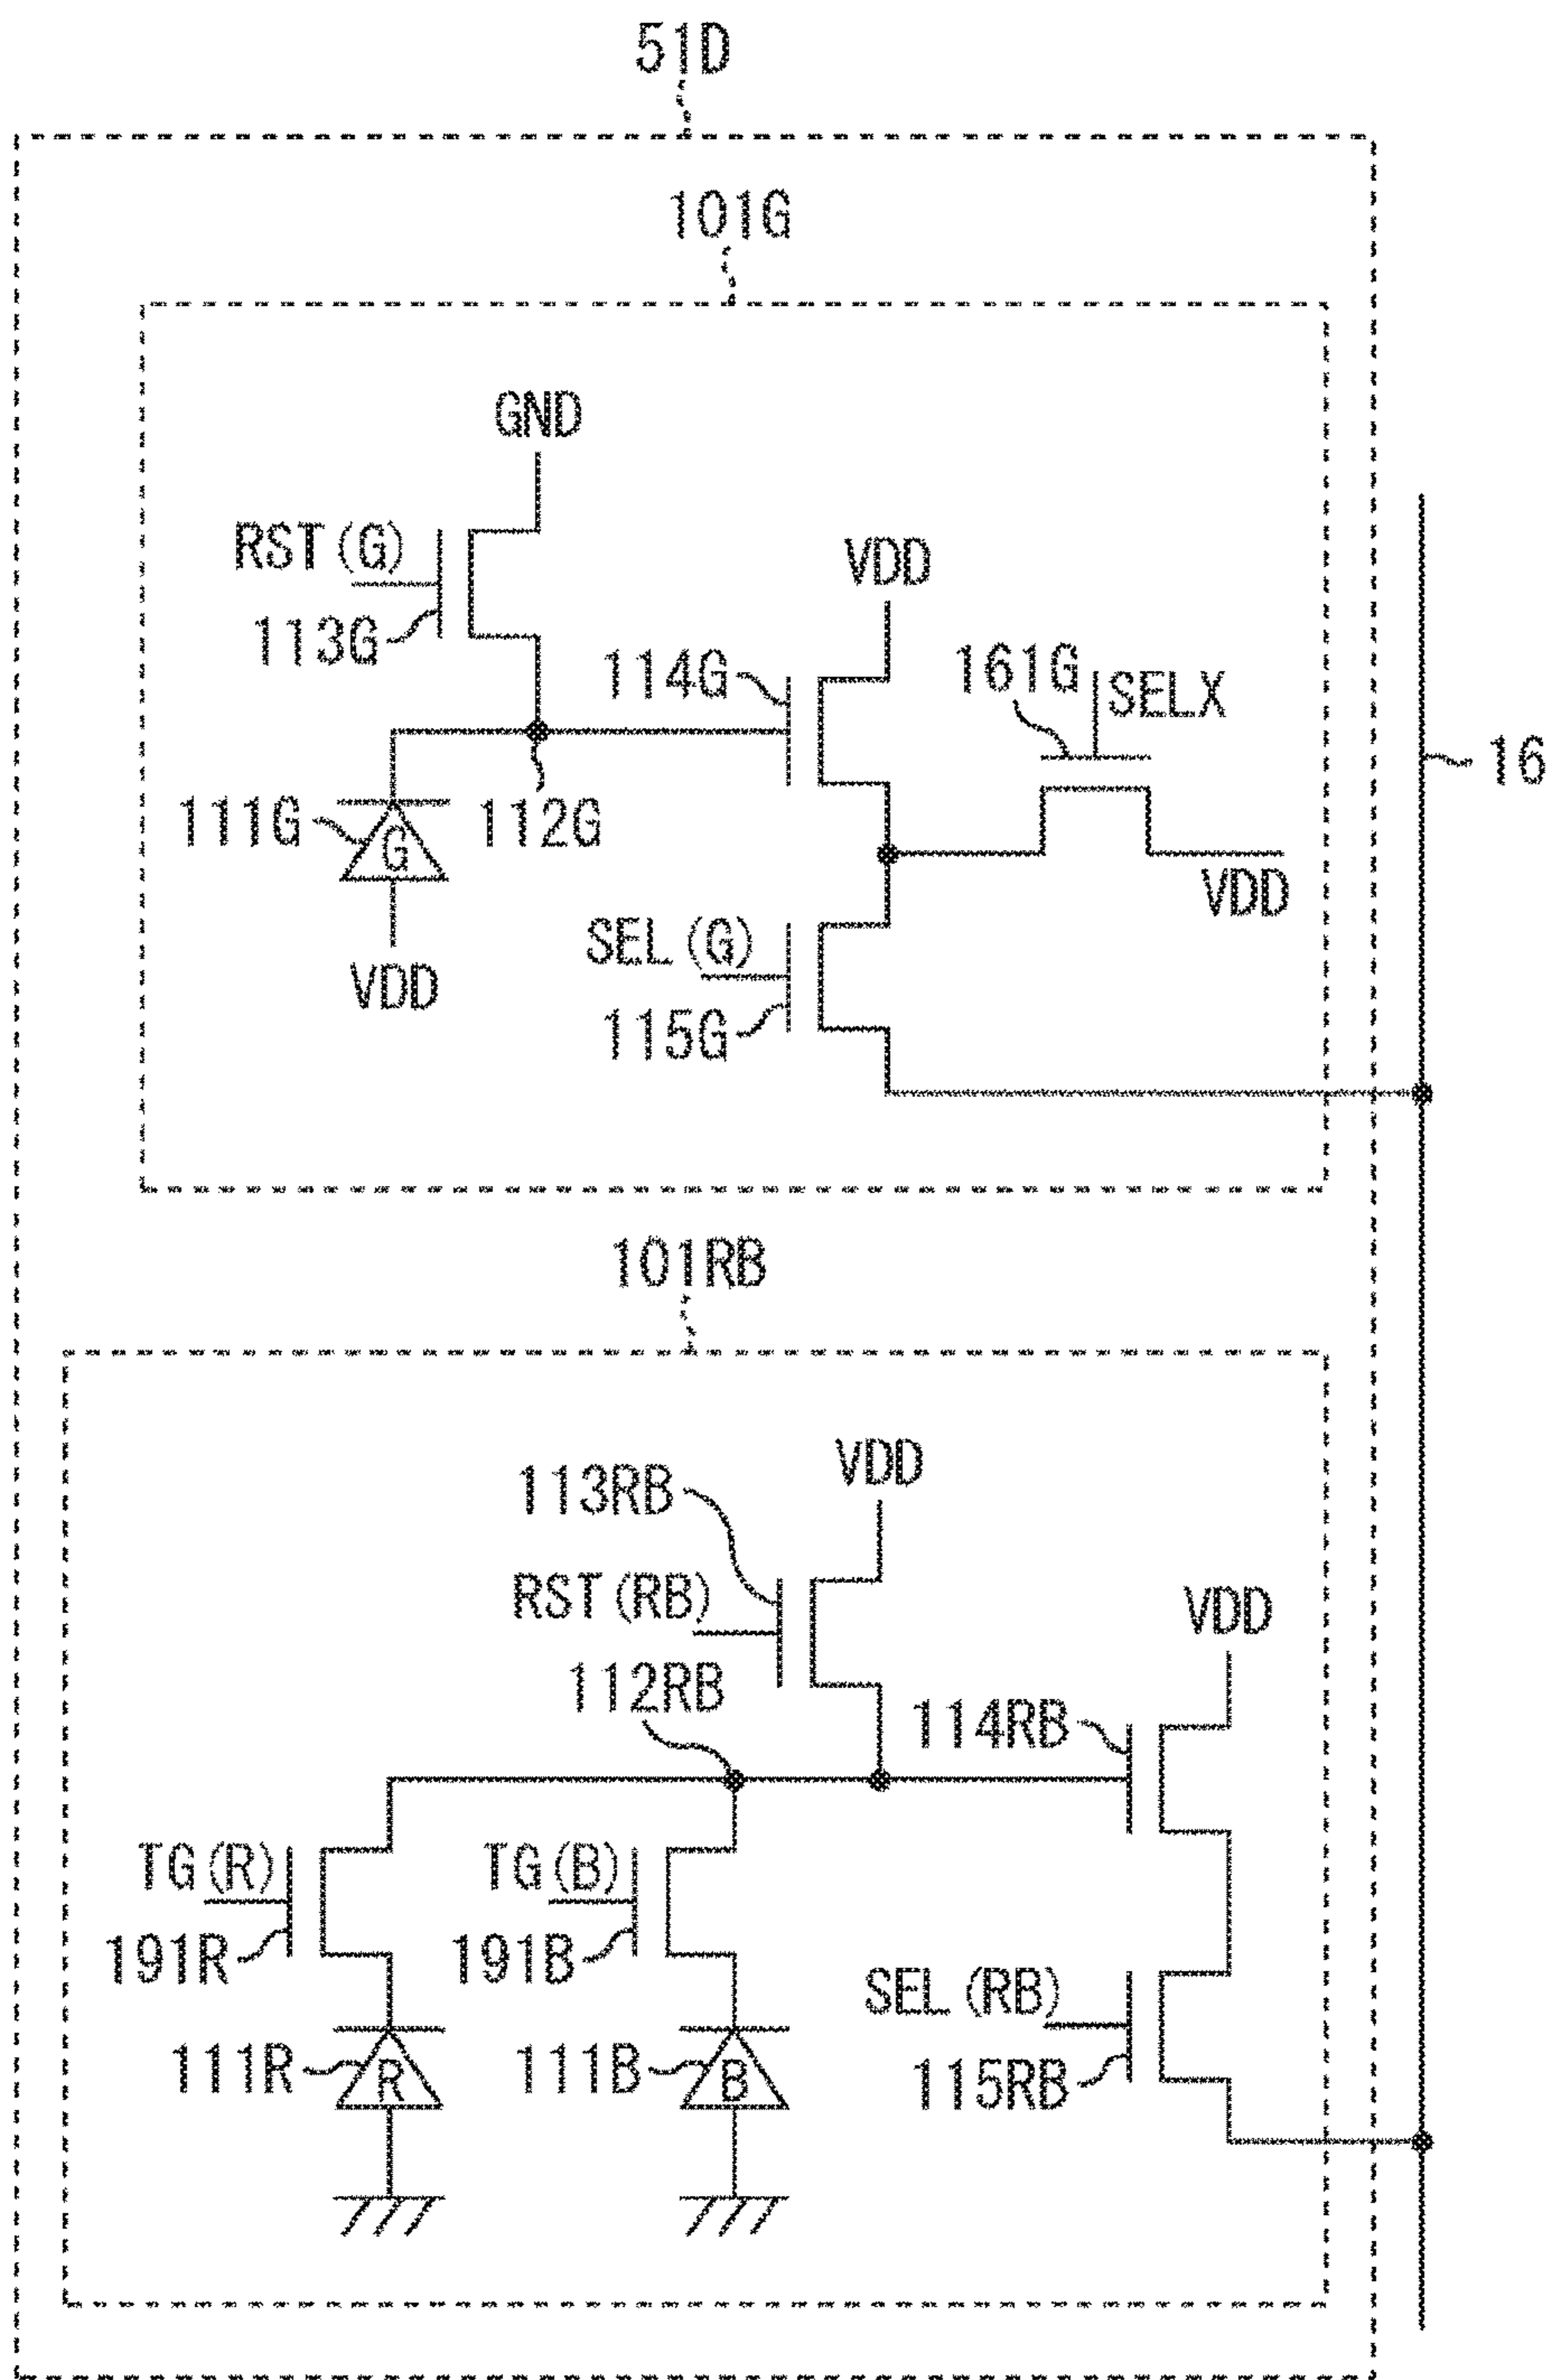 51D
101G
GND
RST(G)
113G
VDD
114G
161G
SELX
16
111G
G
112G
VDD
SEL(G)
VDD
115G
101RB
113RB
VDD
RST(RB)
VDD
112RB
114RB
TG(R)
TG(B)
191R
191B
SEL(RB)
111R
R
111B
B
115RB